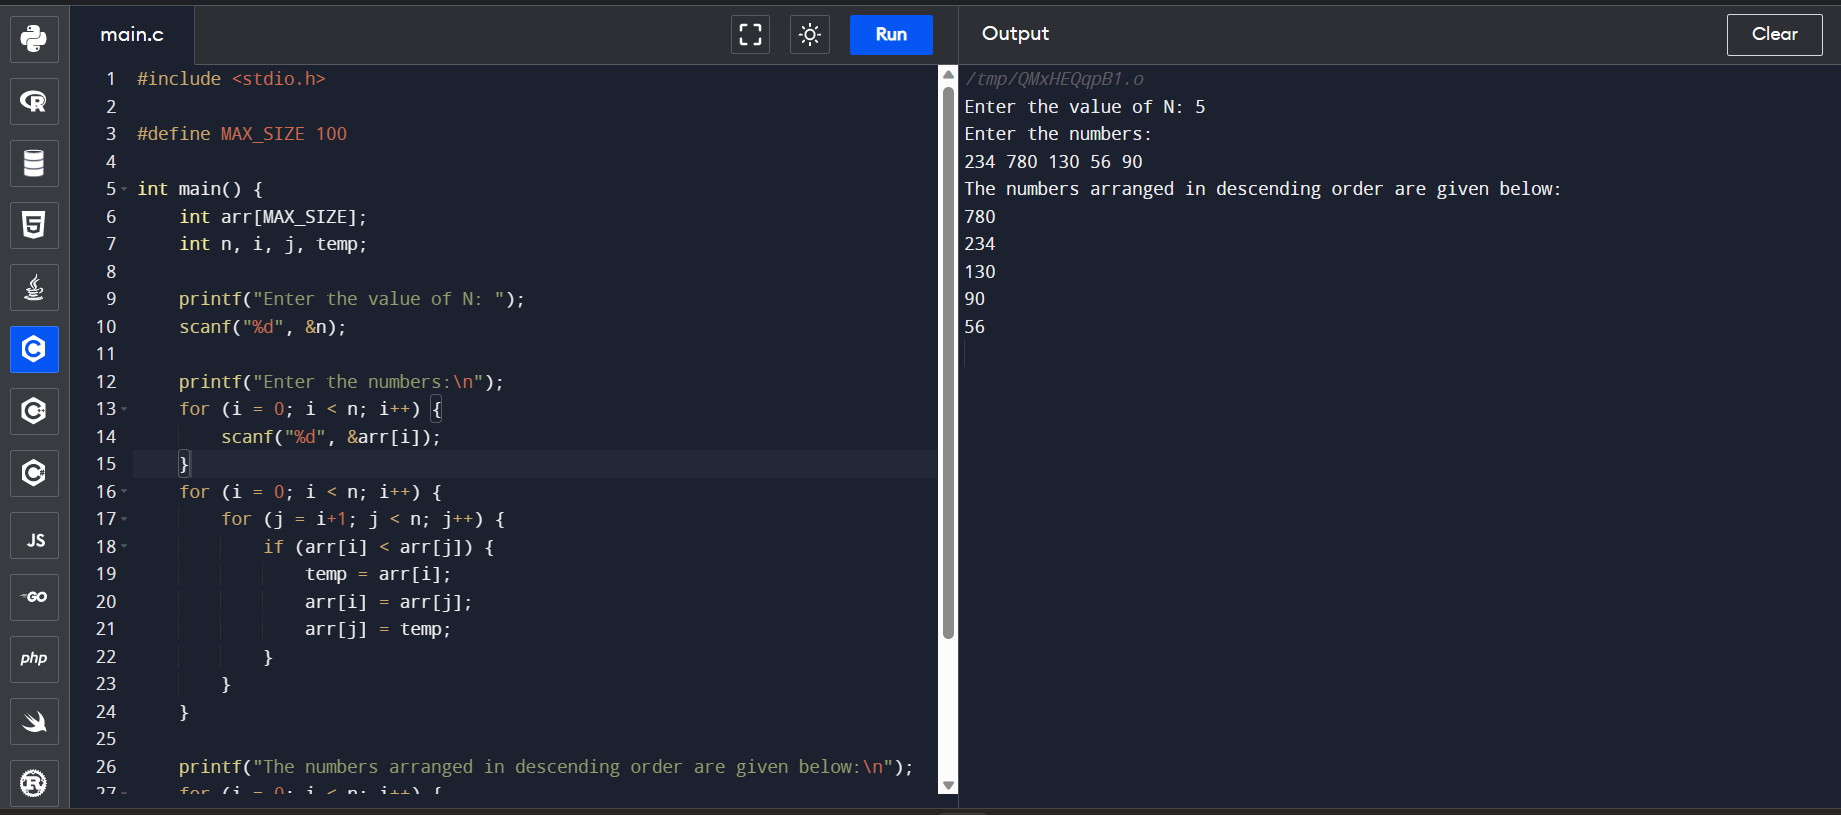 main.c
Run
Output
Clear
1 #include <stdio.h>
2
3 #define MAX_SIZE 100
4
5 int main() {
6     int arr[MAX_SIZE];
7     int n, i, j, temp;
8
9     printf("Enter the value of N: ");
10     scanf("%d", &n);
11
12     printf("Enter the numbers:\n");
13     for (i = 0; i < n; i++) {
14         scanf("%d", &arr[i]);
15     }
16     for (i = 0; i < n; i++) {
17         for (j = i+1; j < n; j++) {
18             if (arr[i] < arr[j]) {
19                 temp = arr[i];
20                 arr[i] = arr[j];
21                 arr[j] = temp;
22             }
23         }
24     }
25
26     printf("The numbers arranged in descending order are given below:\n");
27     for (i = 0; i < n; i++) {
/tmp/QMxHEQqpB1.o
Enter the value of N: 5
Enter the numbers:
234 780 130 56 90
The numbers arranged in descending order are given below:
780
234
130
90
56
R
5
C
C
C
JS
GO
php
R